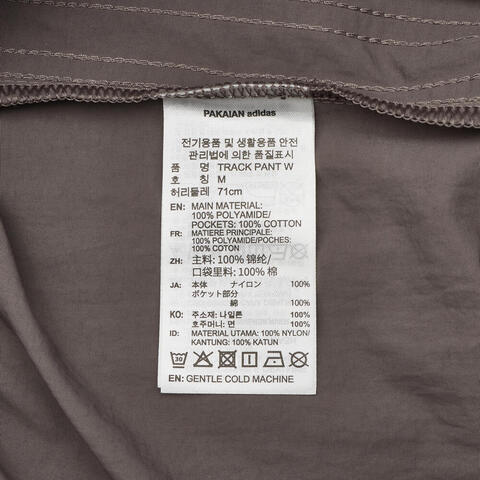 PAKAIAN adidas
전기용품 및 생활용품 안전
관리법에 의한 품질표시
품 명 TRACK PANT W
호 칭 M
허리둘레 71cm
EN: MAIN MATERIAL:
100% POLYAMIDE/
POCKETS: 100% COTTON
FR: MATIERE PRINCIPALE:
100% POLYAMIDE/POCHES:
100% COTON
ZH: 主料: 100% 锦纶/
口袋里料: 100% 棉
JA: 本体 ナイロン 100%
ポケット部分
綿 100%
KO: 주소재: 나일론 100%
호주머니: 면 100%
ID: MATERIAL UTAMA: 100% NYLON/
KANTUNG: 100% KATUN
30
EN: GENTLE COLD MACHINE